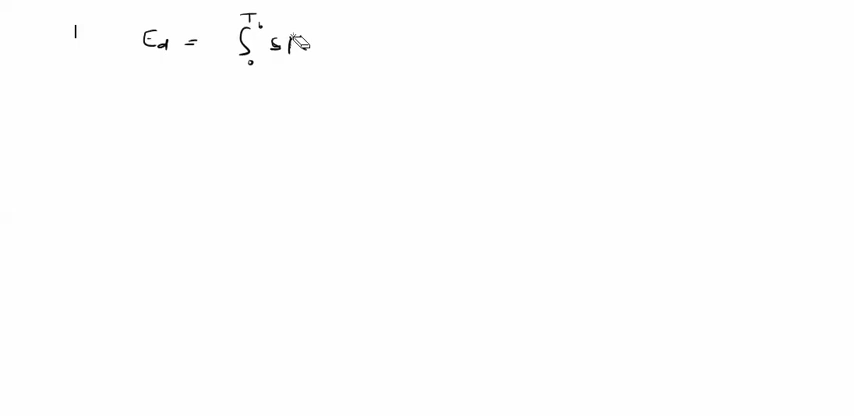 1 E_d = ∫_0^{T_b} s